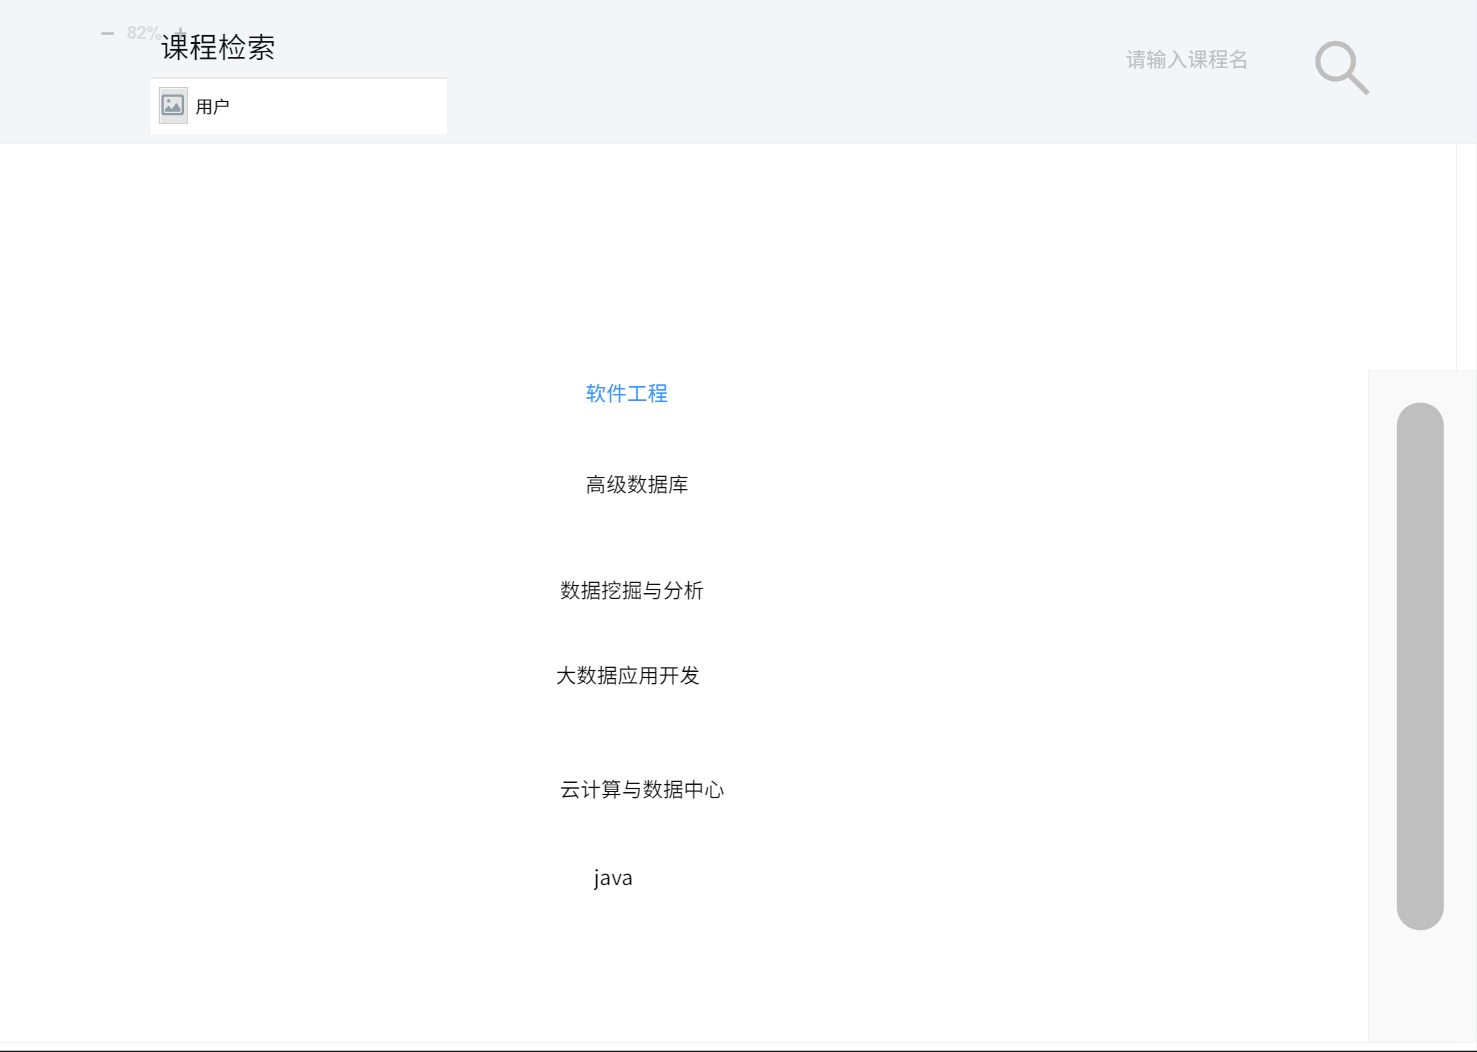 82%
课程检索
请输入课程名
用户
软件工程
高级数据库
数据挖掘与分析
大数据应用开发
云计算与数据中心
java